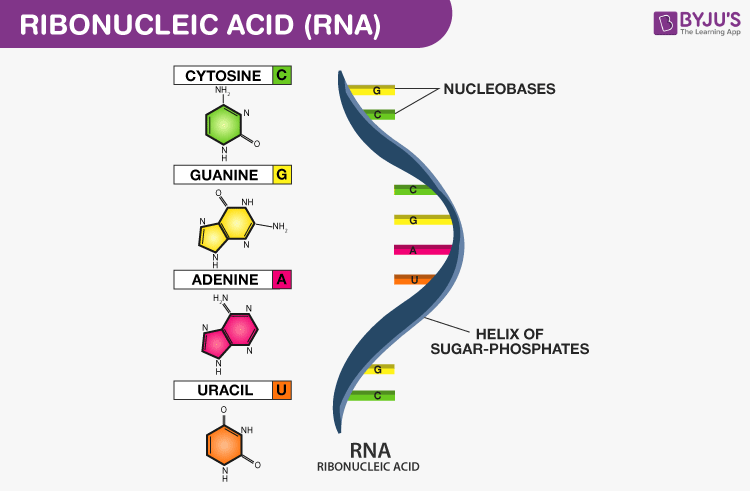 RIBONUCLEIC ACID (RNA)
BYJU'S
The Learning App
CYTOSINE C
NH2
N
O
N
H
GUANINE G
O
NH
N
NH2
N
N
H
ADENINE A
H2N
N
N
N
N
H
URACIL U
O
NH
O
N
H
G
C
NUCLEOBASES
C
G
A
U
HELIX OF
SUGAR-PHOSPHATES
G
C
RNA
RIBONUCLEIC ACID